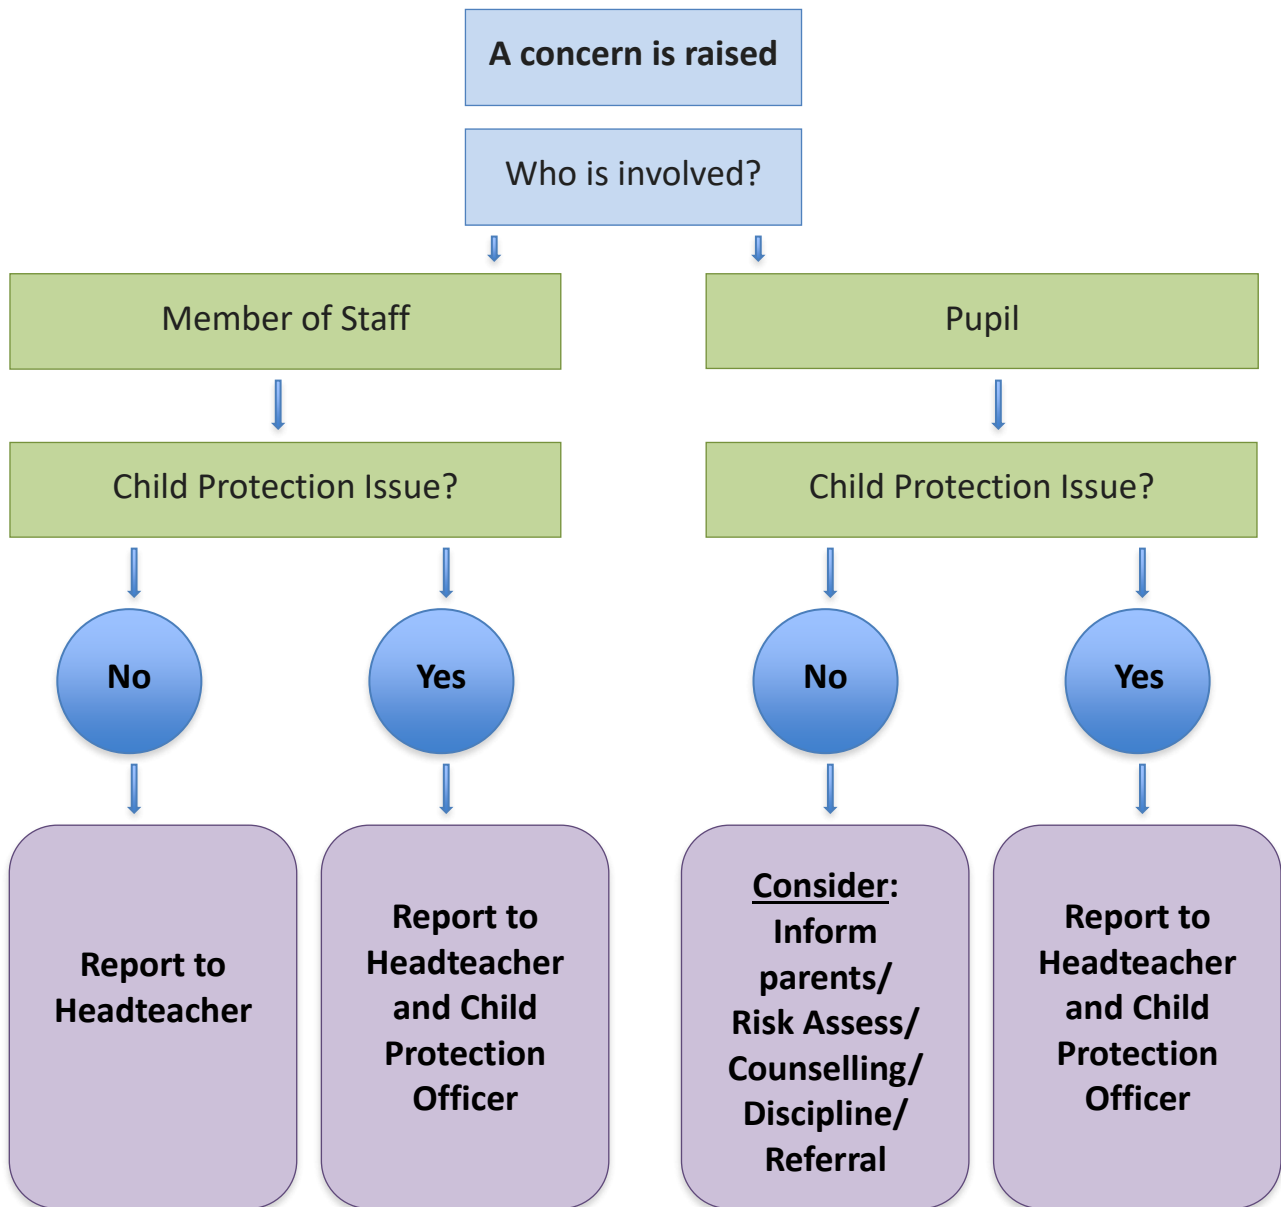 A concern is raised
Who is involved?
Member of Staff
Pupil
Child Protection Issue?
Child Protection Issue?
No
Yes
No
Yes
Report to
Headteacher
Report to
Headteacher
and Child
Protection
Officer
Consider:
Inform
parents/
Risk Assess/
Counselling/
Discipline/
Referral
Report to
Headteacher
and Child
Protection
Officer